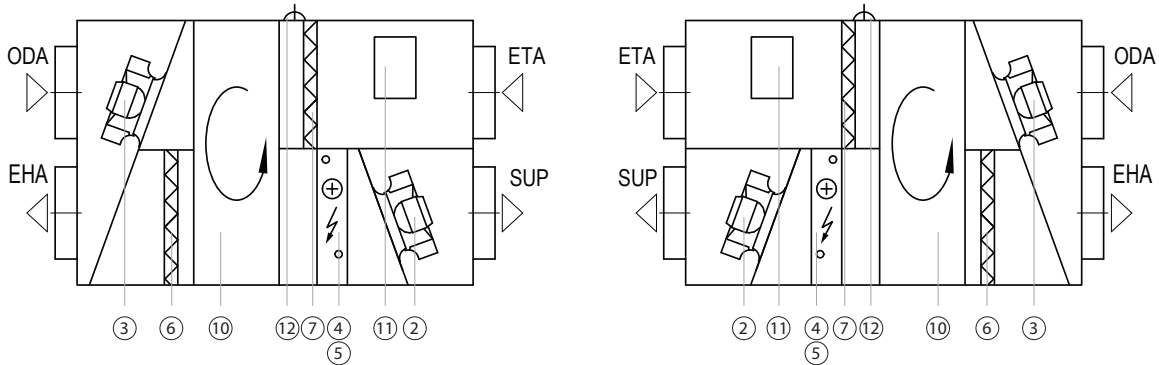 ODA ETA ETA ODA
EHA SUP SUP EHA
3 6 10 12 7 4 11 2 2 11 4 7 12 10 6 3
5 5